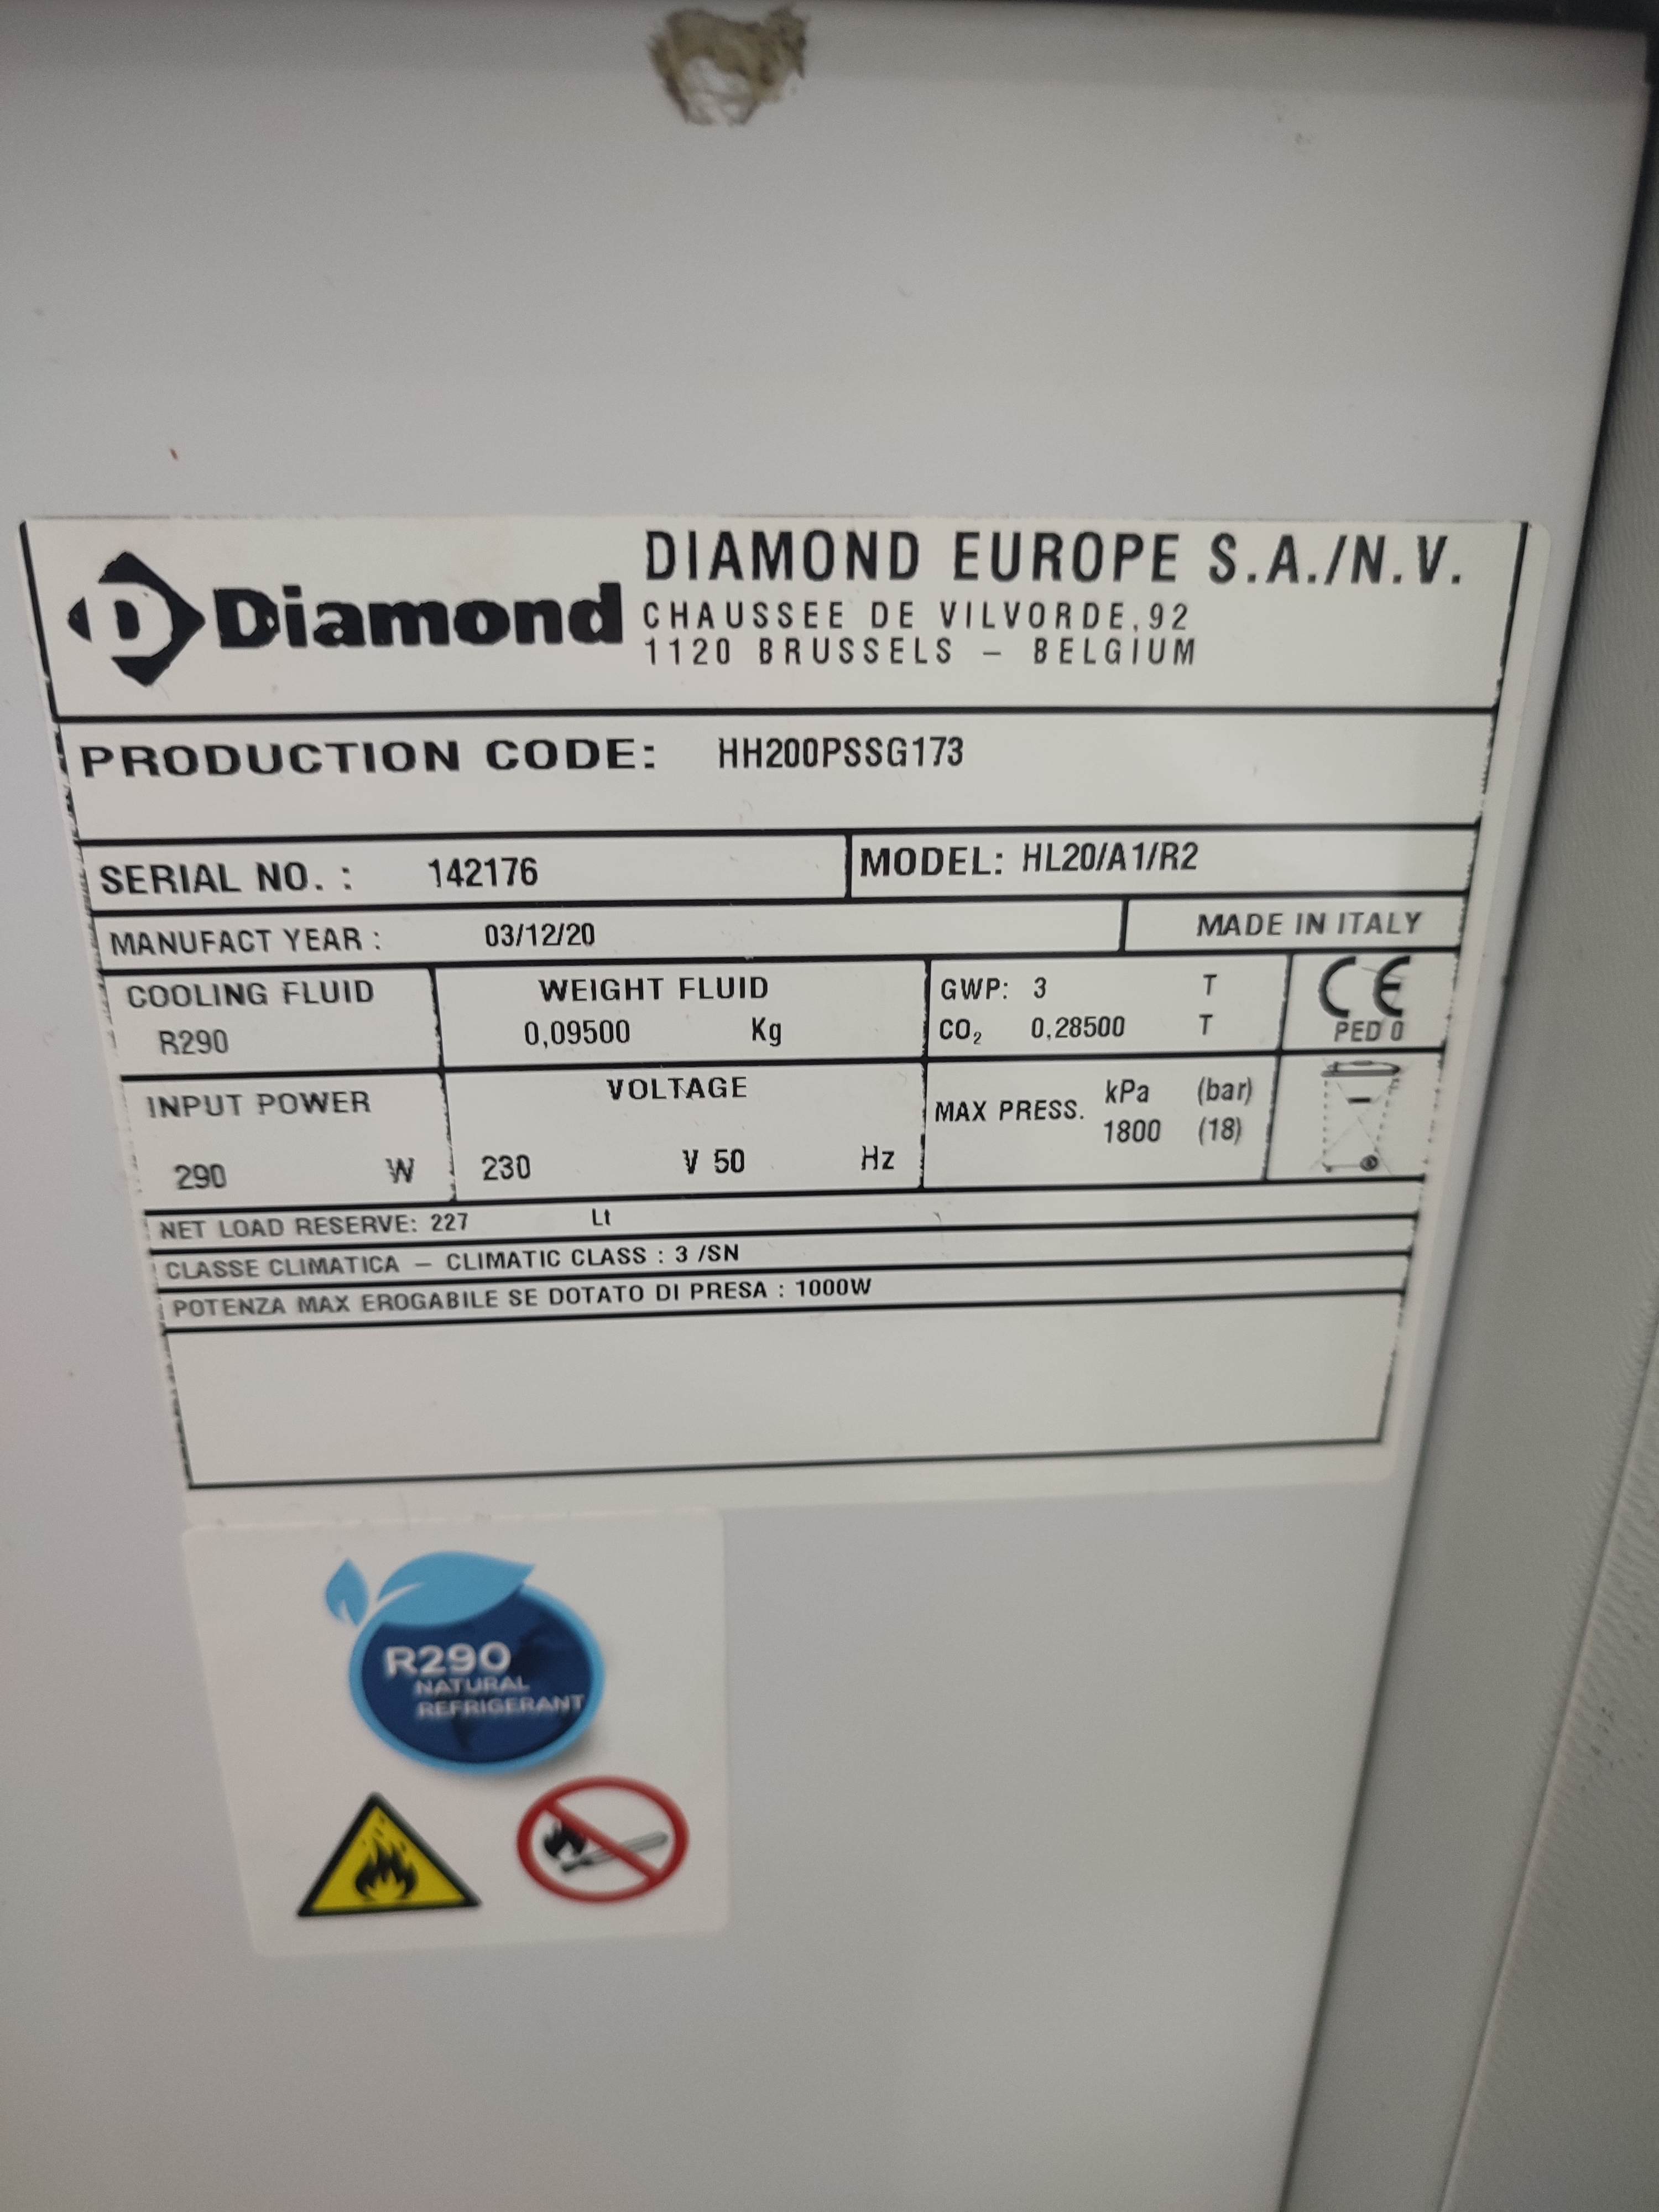 Diamond
DIAMOND EUROPE S.A./N.V.
CHAUSSEE DE VILVORDE,92
1120 BRUSSELS – BELGIUM
PRODUCTION CODE: HH200PSSG173
SERIAL NO. : 142176
MODEL: HL20/A1/R2
MANUFACT YEAR : 03/12/20
MADE IN ITALY
COOLING FLUID
R290
WEIGHT FLUID
0,09500 Kg
GWP: 3 T
CO₂ 0,28500 T
CE
PED 0
INPUT POWER
290 W
VOLTAGE
230 V 50 Hz
MAX PRESS. kPa (bar)
1800 (18)
NET LOAD RESERVE: 227 Lt
CLASSE CLIMATICA – CLIMATIC CLASS : 3 /SN
POTENZA MAX EROGABILE SE DOTATO DI PRESA : 1000W
R290
NATURAL
REFRIGERANT